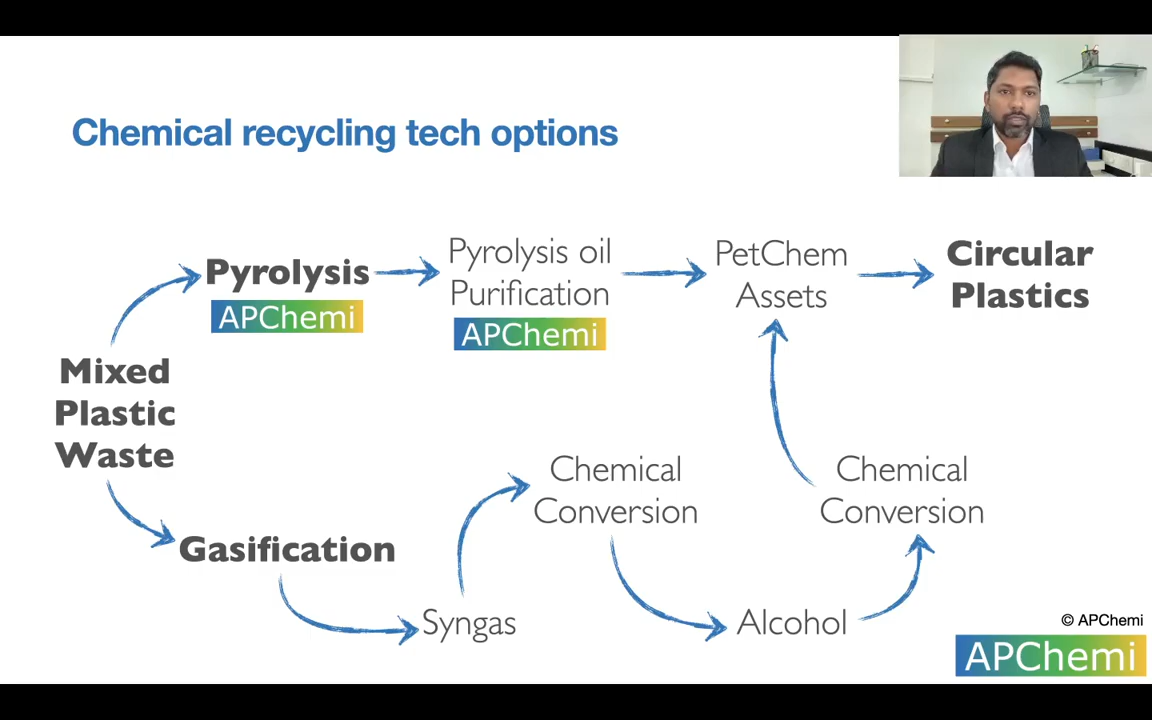 Chemical recycling tech options
Pyrolysis
APChemi
Pyrolysis oil
Purification
APChemi
PetChem
Assets
Circular
Plastics
Mixed
Plastic
Waste
Gasification
Syngas
Chemical
Conversion
Alcohol
Chemical
Conversion
© APChemi
APChemi